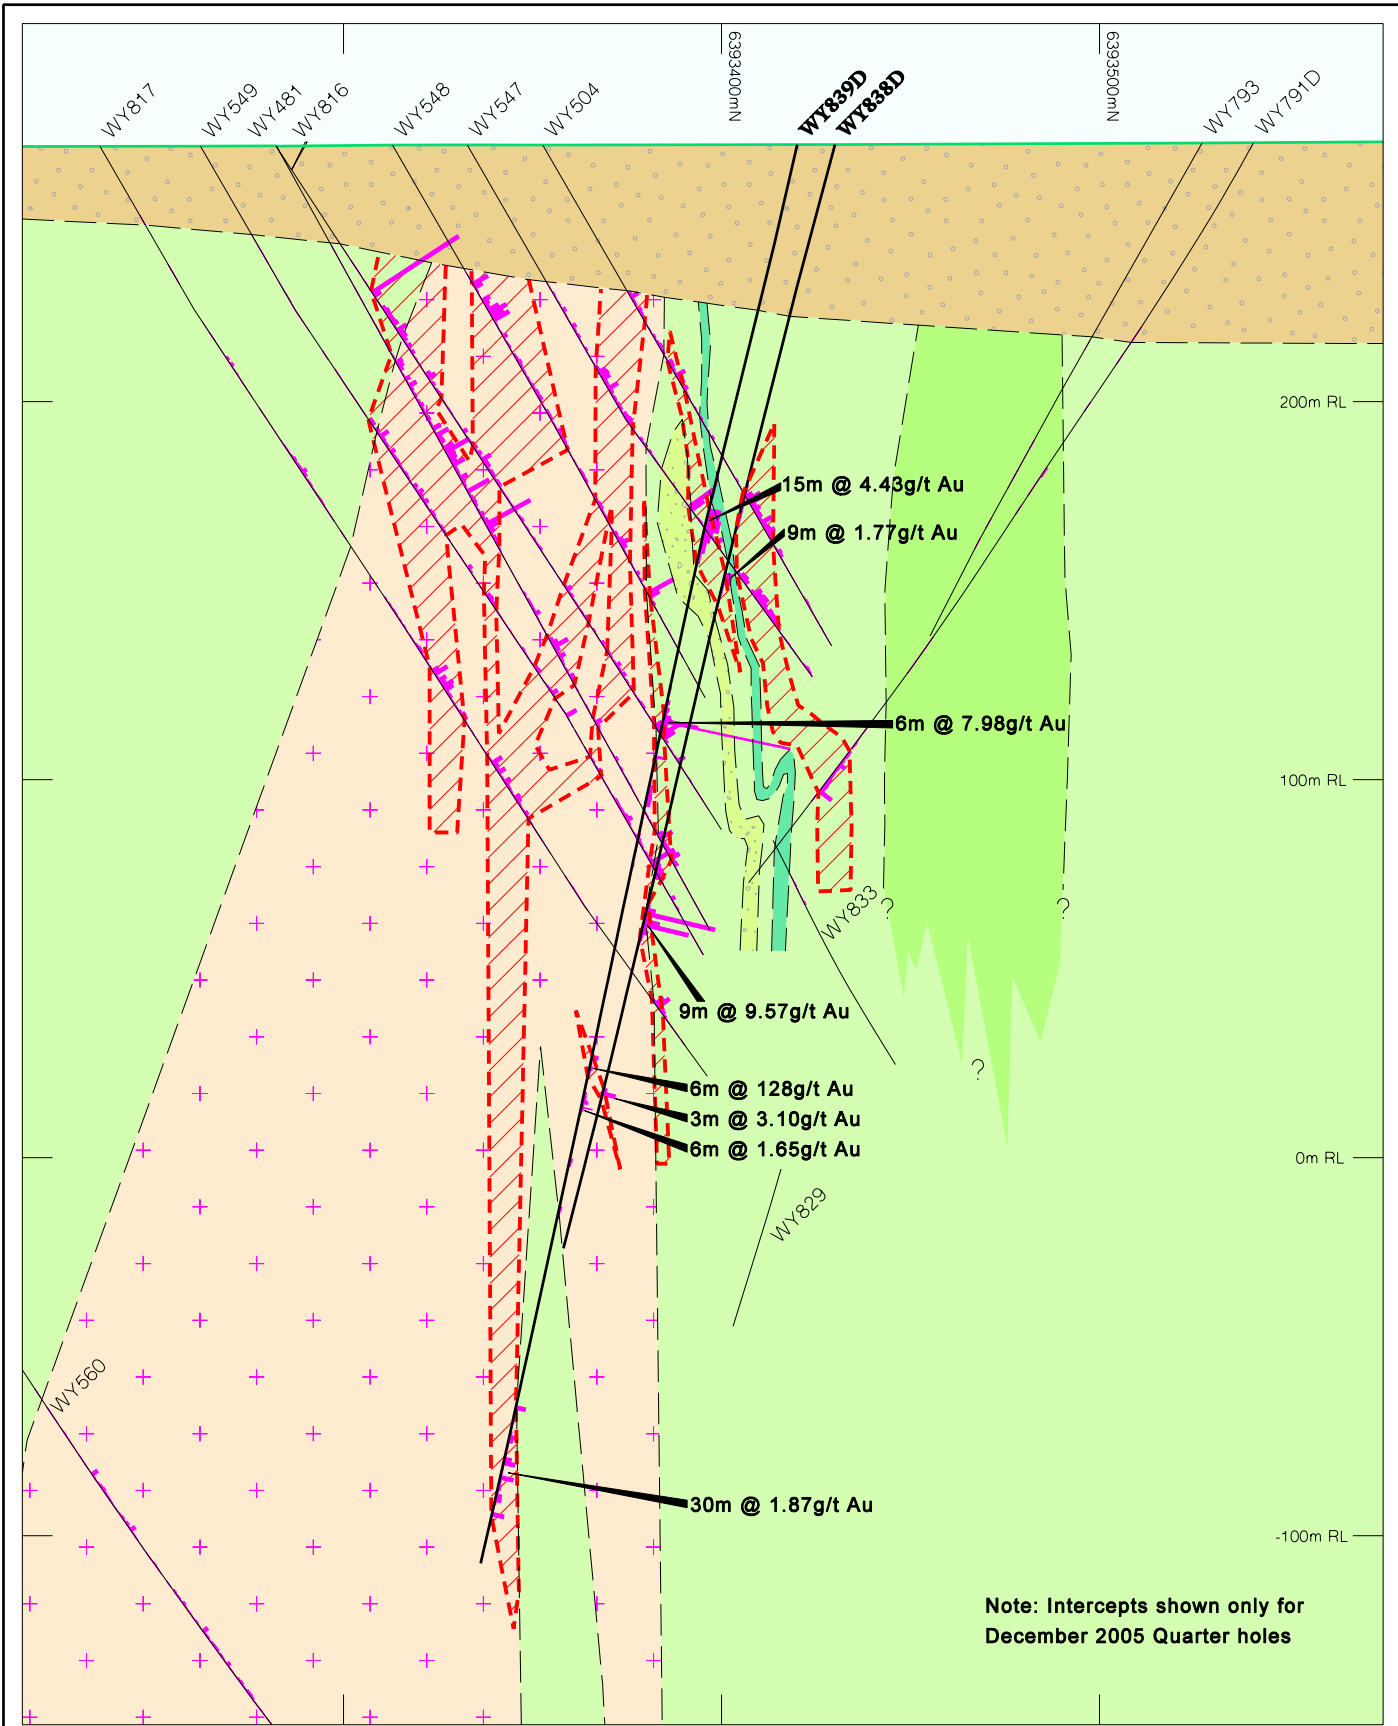 6393400mN
6393500mN
WY817
WY549
WY481
WY816
WY548
WY547
WY504
WY839D
WY838D
WY793
WY791D
200m RL
15m @ 4.43g/t Au
9m @ 1.77g/t Au
6m @ 7.98g/t Au
100m RL
WY833
?
?
9m @ 9.57g/t Au
?
6m @ 128g/t Au
3m @ 3.10g/t Au
6m @ 1.65g/t Au
0m RL
WY829
WY560
30m @ 1.87g/t Au
-100m RL
Note: Intercepts shown only for
December 2005 Quarter holes